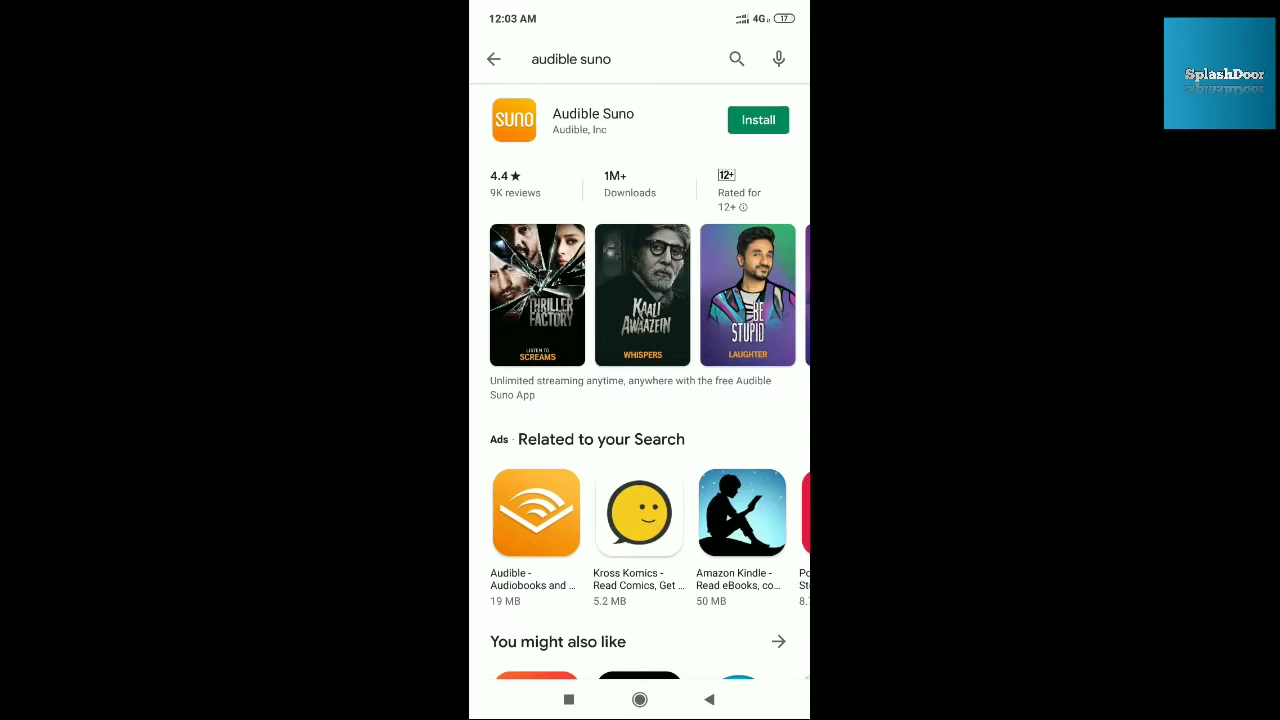 12:03 AM
4G
17
SplashDoor
audible suno
SUNO
Audible Suno
Audible, Inc
Install
4.4★
9K reviews
1M+
Downloads
12+
Rated for
12+
THRILLER
FACTORY
LISTEN TO
SCREAMS
KAALI
AWAAZEIN
WHISPERS
BE
STUPID
LAUGHTER
Unlimited streaming anytime, anywhere with the free Audible
Suno App
Ads · Related to your Search
Audible -
Audiobooks and ...
19 MB
Kross Komics -
Read Comics, Get ...
5.2 MB
Amazon Kindle -
Read eBooks, co...
50 MB
You might also like